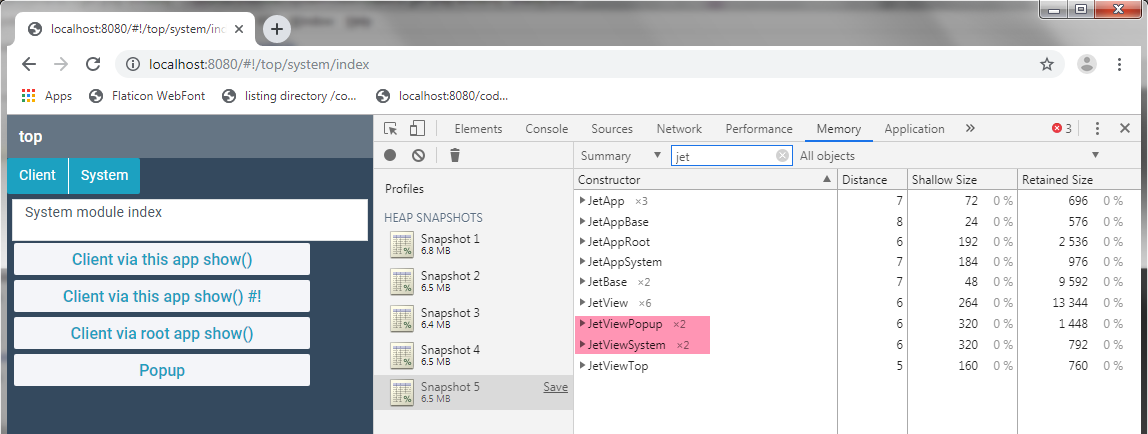 localhost:8080/#!/top/system/ind
localhost:8080/#!/top/system/index
Apps Flaticon WebFont listing directory /co... localhost:8080/cod...
top
Client System
System module index
Client via this app show()
Client via this app show() #!
Client via root app show()
Popup
Elements Console Sources Network Performance Memory Application » 3
Summary jet All objects
Profiles
HEAP SNAPSHOTS
Snapshot 1
6.8 MB
Snapshot 2
6.5 MB
Snapshot 3
6.4 MB
Snapshot 4
6.5 MB
Snapshot 5 Save
6.5 MB
Constructor Distance Shallow Size Retained Size
JetApp ×3 7 72 0 % 696 0 %
JetAppBase 8 24 0 % 576 0 %
JetAppRoot 6 192 0 % 2 536 0 %
JetAppSystem 7 184 0 % 976 0 %
JetBase ×2 7 48 0 % 9 592 0 %
JetView ×6 6 264 0 % 13 344 0 %
JetViewPopup ×2 6 320 0 % 1 448 0 %
JetViewSystem ×2 6 320 0 % 792 0 %
JetViewTop 5 160 0 % 760 0 %